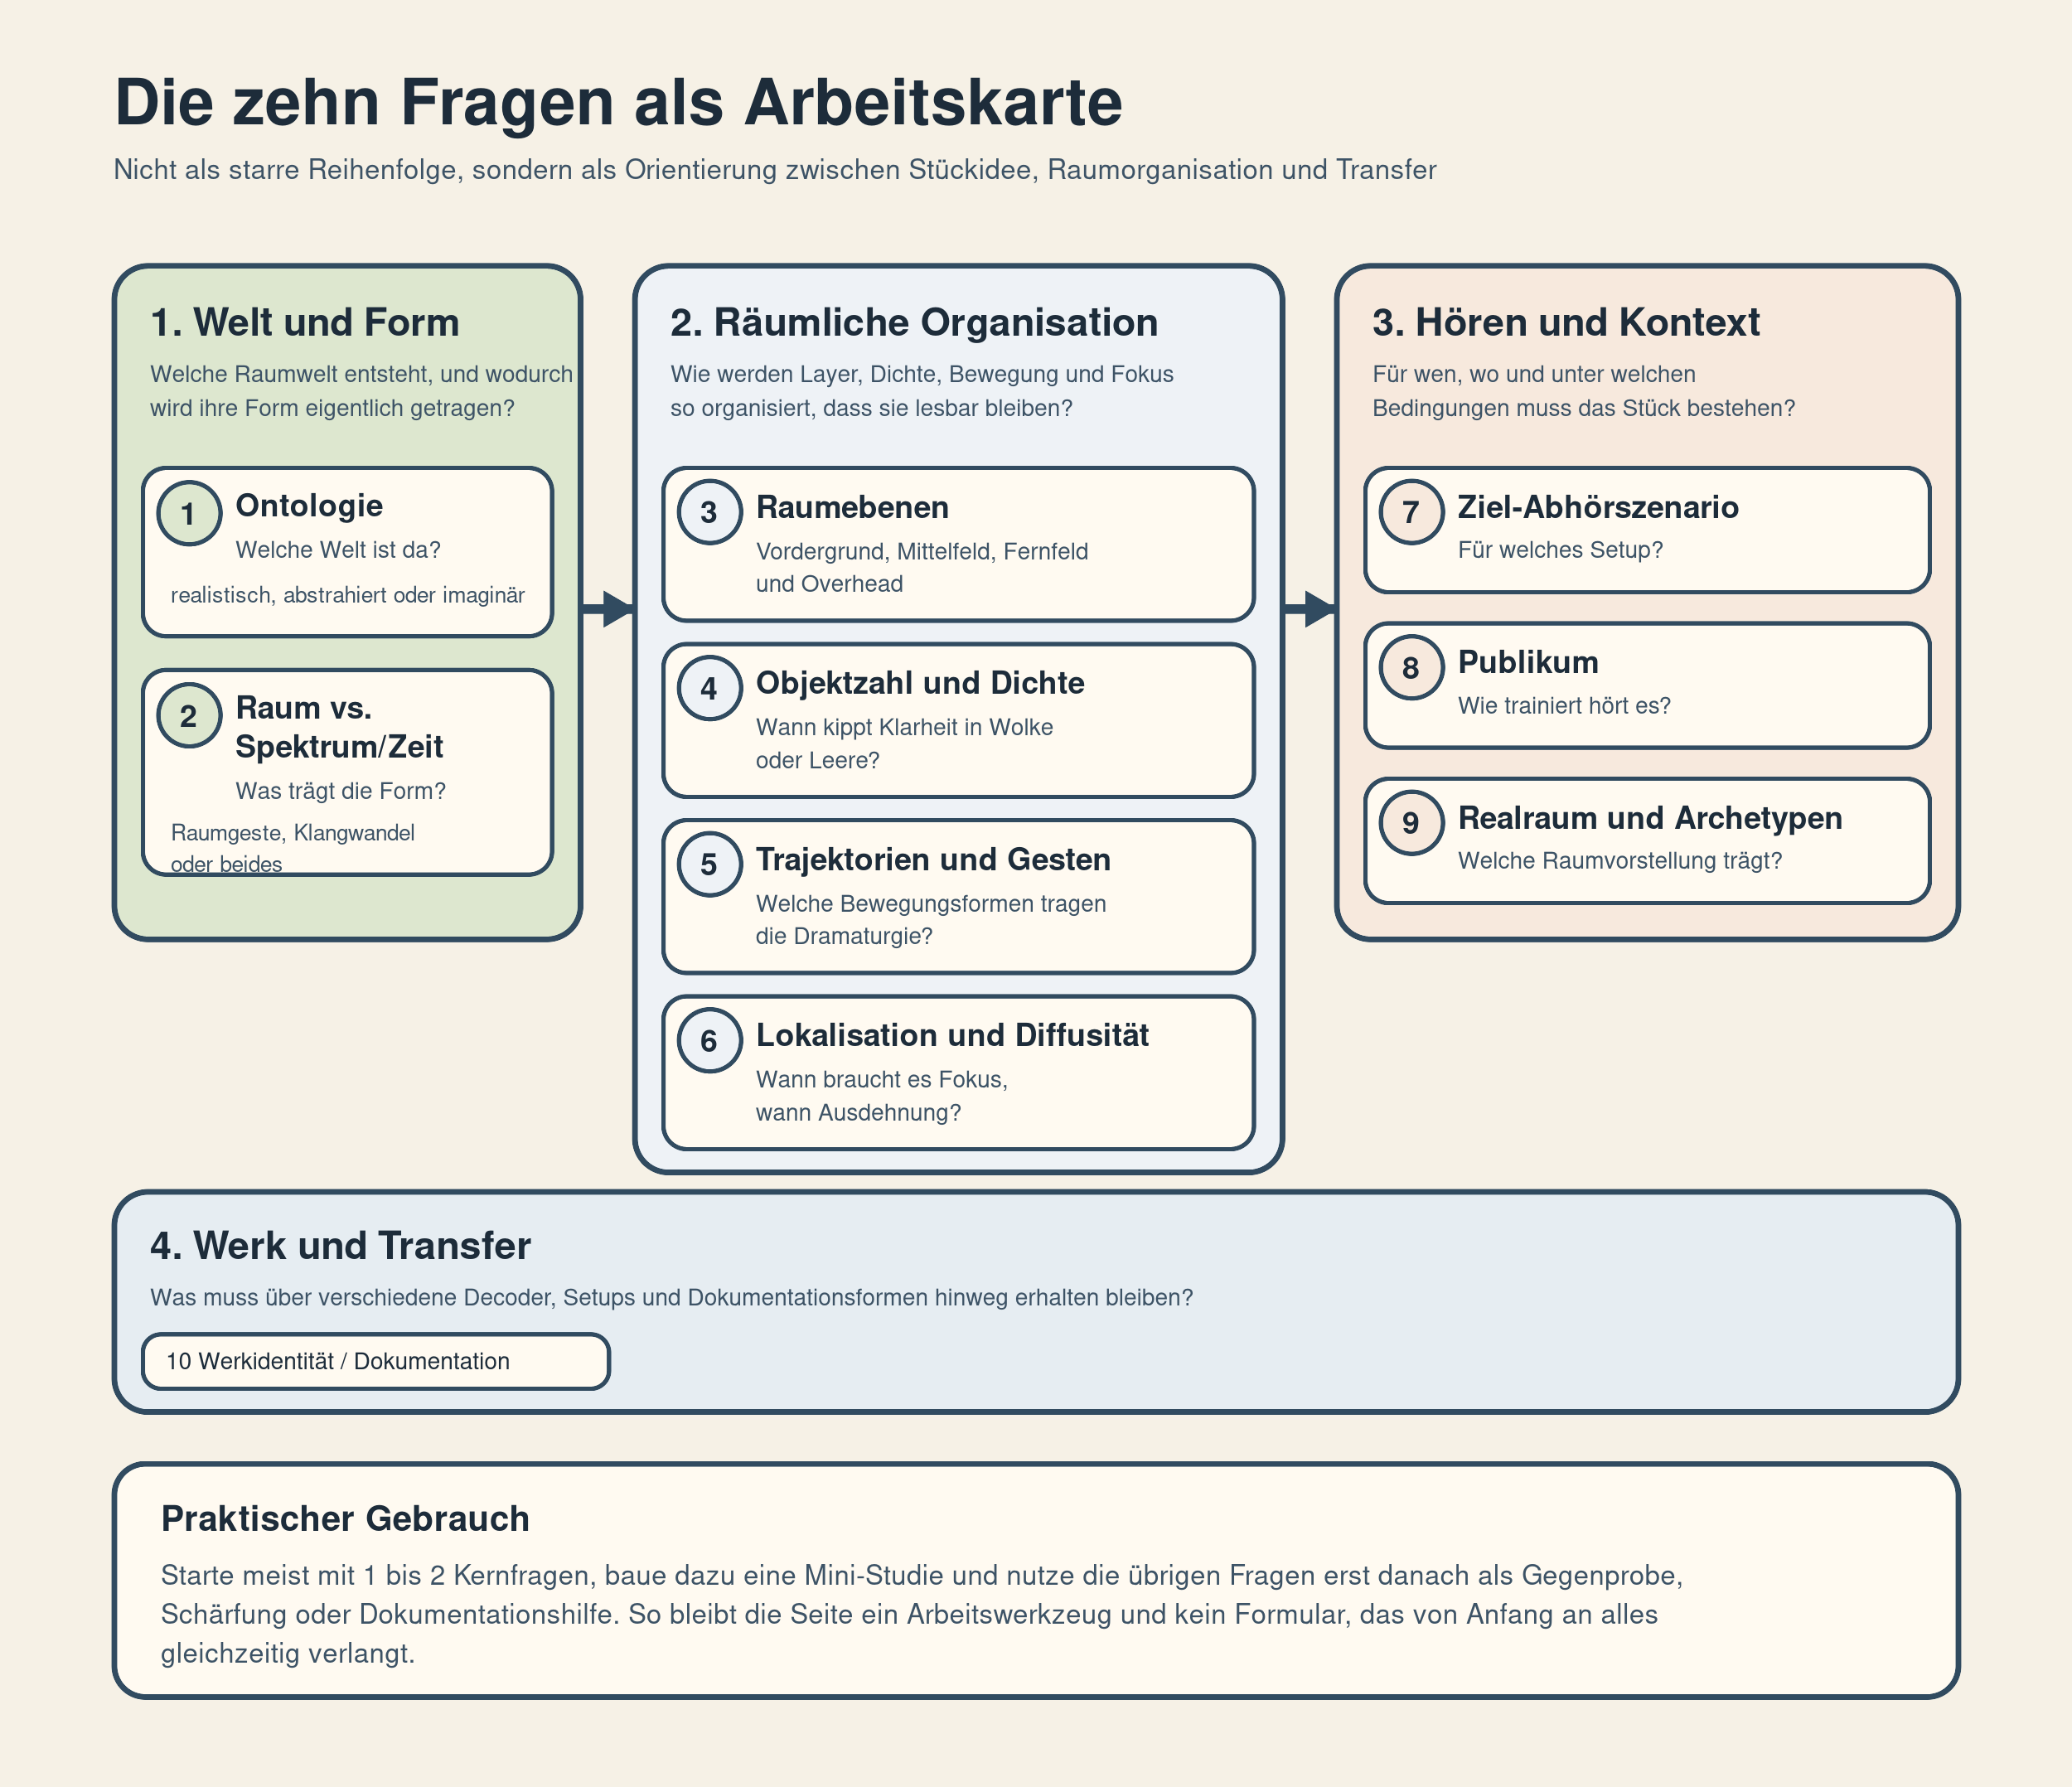 Die zehn Fragen als Arbeitskarte
Nicht als starre Reihenfolge, sondern als Orientierung zwischen Stückidee, Raumorganisation und Transfer
1. Welt und Form
Welche Raumwelt entsteht, und wodurch
wird ihre Form eigentlich getragen?
1 Ontologie
Welche Welt ist da?
realistisch, abstrahiert oder imaginär
2 Raum vs.
Spektrum/Zeit
Was trägt die Form?
Raumgeste, Klangwandel
oder beides
2. Räumliche Organisation
Wie werden Layer, Dichte, Bewegung und Fokus
so organisiert, dass sie lesbar bleiben?
3 Raumebenen
Vordergrund, Mittelfeld, Fernfeld
und Overhead
4 Objektzahl und Dichte
Wann kippt Klarheit in Wolke
oder Leere?
5 Trajektorien und Gesten
Welche Bewegungsformen tragen
die Dramaturgie?
6 Lokalisation und Diffusität
Wann braucht es Fokus,
wann Ausdehnung?
3. Hören und Kontext
Für wen, wo und unter welchen
Bedingungen muss das Stück bestehen?
7 Ziel-Abhörszenario
Für welches Setup?
8 Publikum
Wie trainiert hört es?
9 Realraum und Archetypen
Welche Raumvorstellung trägt?
4. Werk und Transfer
Was muss über verschiedene Decoder, Setups und Dokumentationsformen hinweg erhalten bleiben?
10 Werkidentität / Dokumentation
Praktischer Gebrauch
Starte meist mit 1 bis 2 Kernfragen, baue dazu eine Mini-Studie und nutze die übrigen Fragen erst danach als Gegenprobe,
Schärfung oder Dokumentationshilfe. So bleibt die Seite ein Arbeitswerkzeug und kein Formular, das von Anfang an alles
gleichzeitig verlangt.